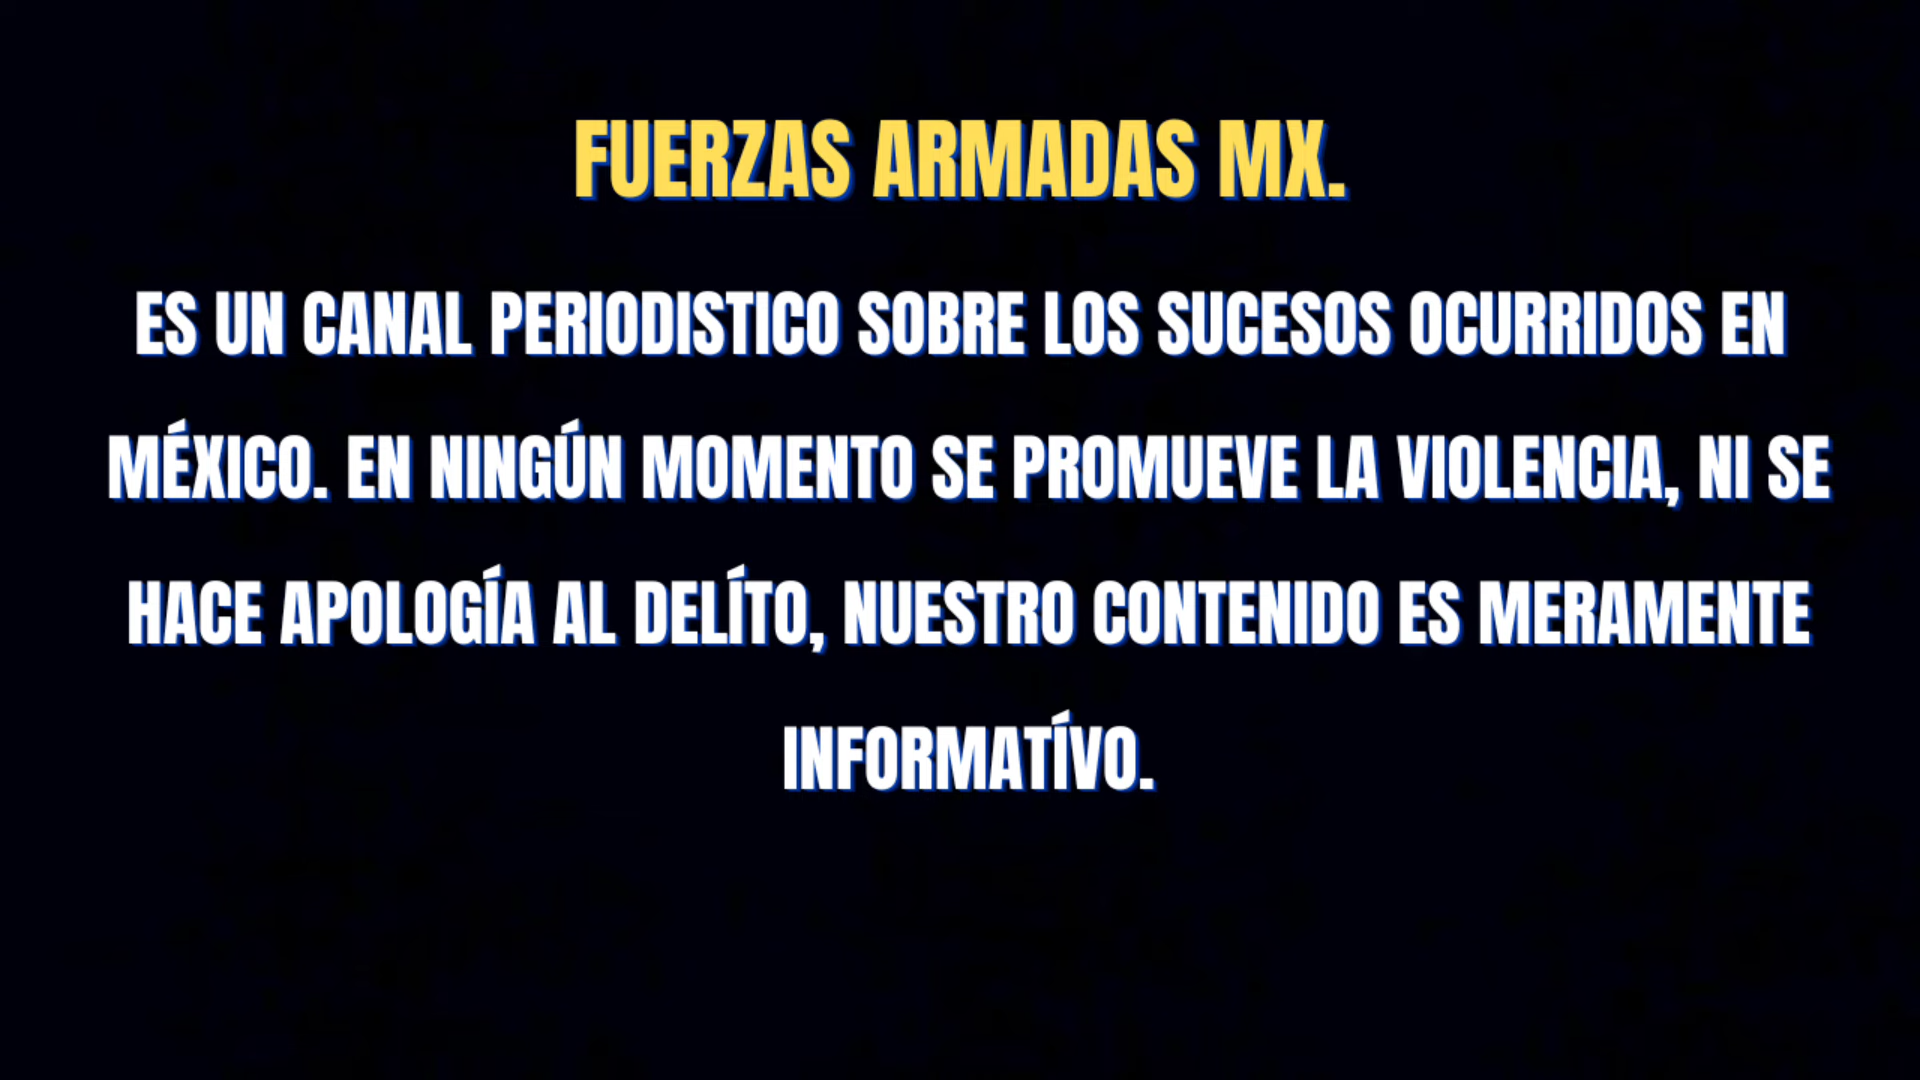 FUERZAS ARMADAS MX.
ES UN CANAL PERIODISTICO SOBRE LOS SUCESOS OCURRIDOS EN
MÉXICO. EN NINGÚN MOMENTO SE PROMUEVE LA VIOLENCIA, NI SE
HACE APOLOGÍA AL DELÍTO, NUESTRO CONTENIDO ES MERAMENTE
INFORMATÍVO.